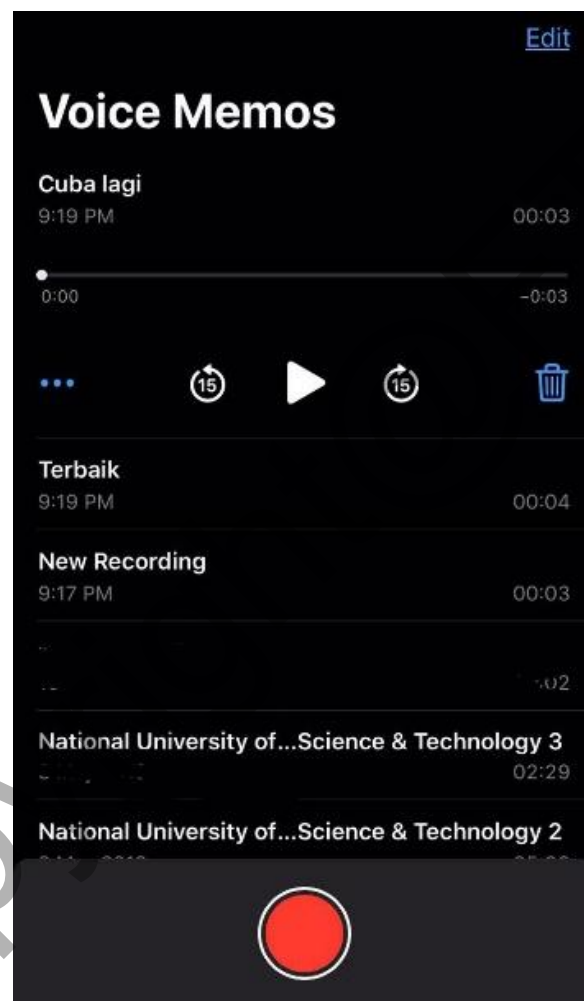 Edit
Voice Memos
Cuba lagi
9:19 PM 00:03
0:00 -0:03
15 15
Terbaik
9:19 PM 00:04
New Recording
9:17 PM 00:03
National University of...Science & Technology 3
02:29
National University of...Science & Technology 2